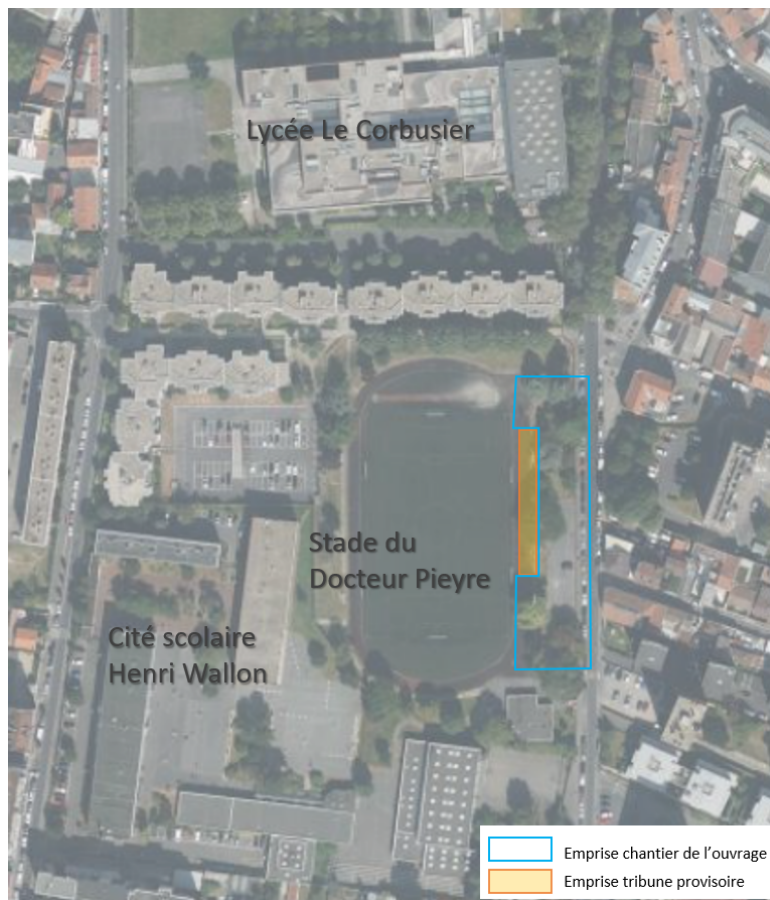 Lycée Le Corbusier
Stade du
Docteur Pieyre
Cité scolaire
Henri Wallon
Emprise chantier de l’ouvrage
Emprise tribune provisoire